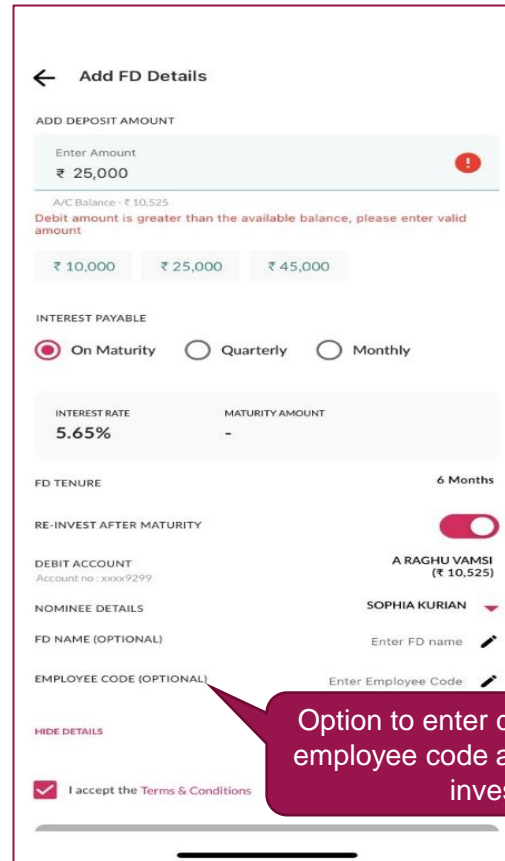 Add FD Details
ADD DEPOSIT AMOUNT
Enter Amount
₹ 25,000
A/C Balance - ₹ 10,525
Debit amount is greater than the available balance, please enter valid
amount
₹ 10,000 ₹ 25,000 ₹ 45,000
INTEREST PAYABLE
On Maturity Quarterly Monthly
INTEREST RATE MATURITY AMOUNT
5.65% -
FD TENURE 6 Months
RE-INVEST AFTER MATURITY
DEBIT ACCOUNT A RAGHU VAMSI
Account no : xxxx9299 (₹ 10,525)
NOMINEE DETAILS SOPHIA KURIAN
FD NAME (OPTIONAL) Enter FD name
EMPLOYEE CODE (OPTIONAL) Enter Employee Code
Option to enter
employee code
HIDE DETAILS
I accept the Terms & Conditions